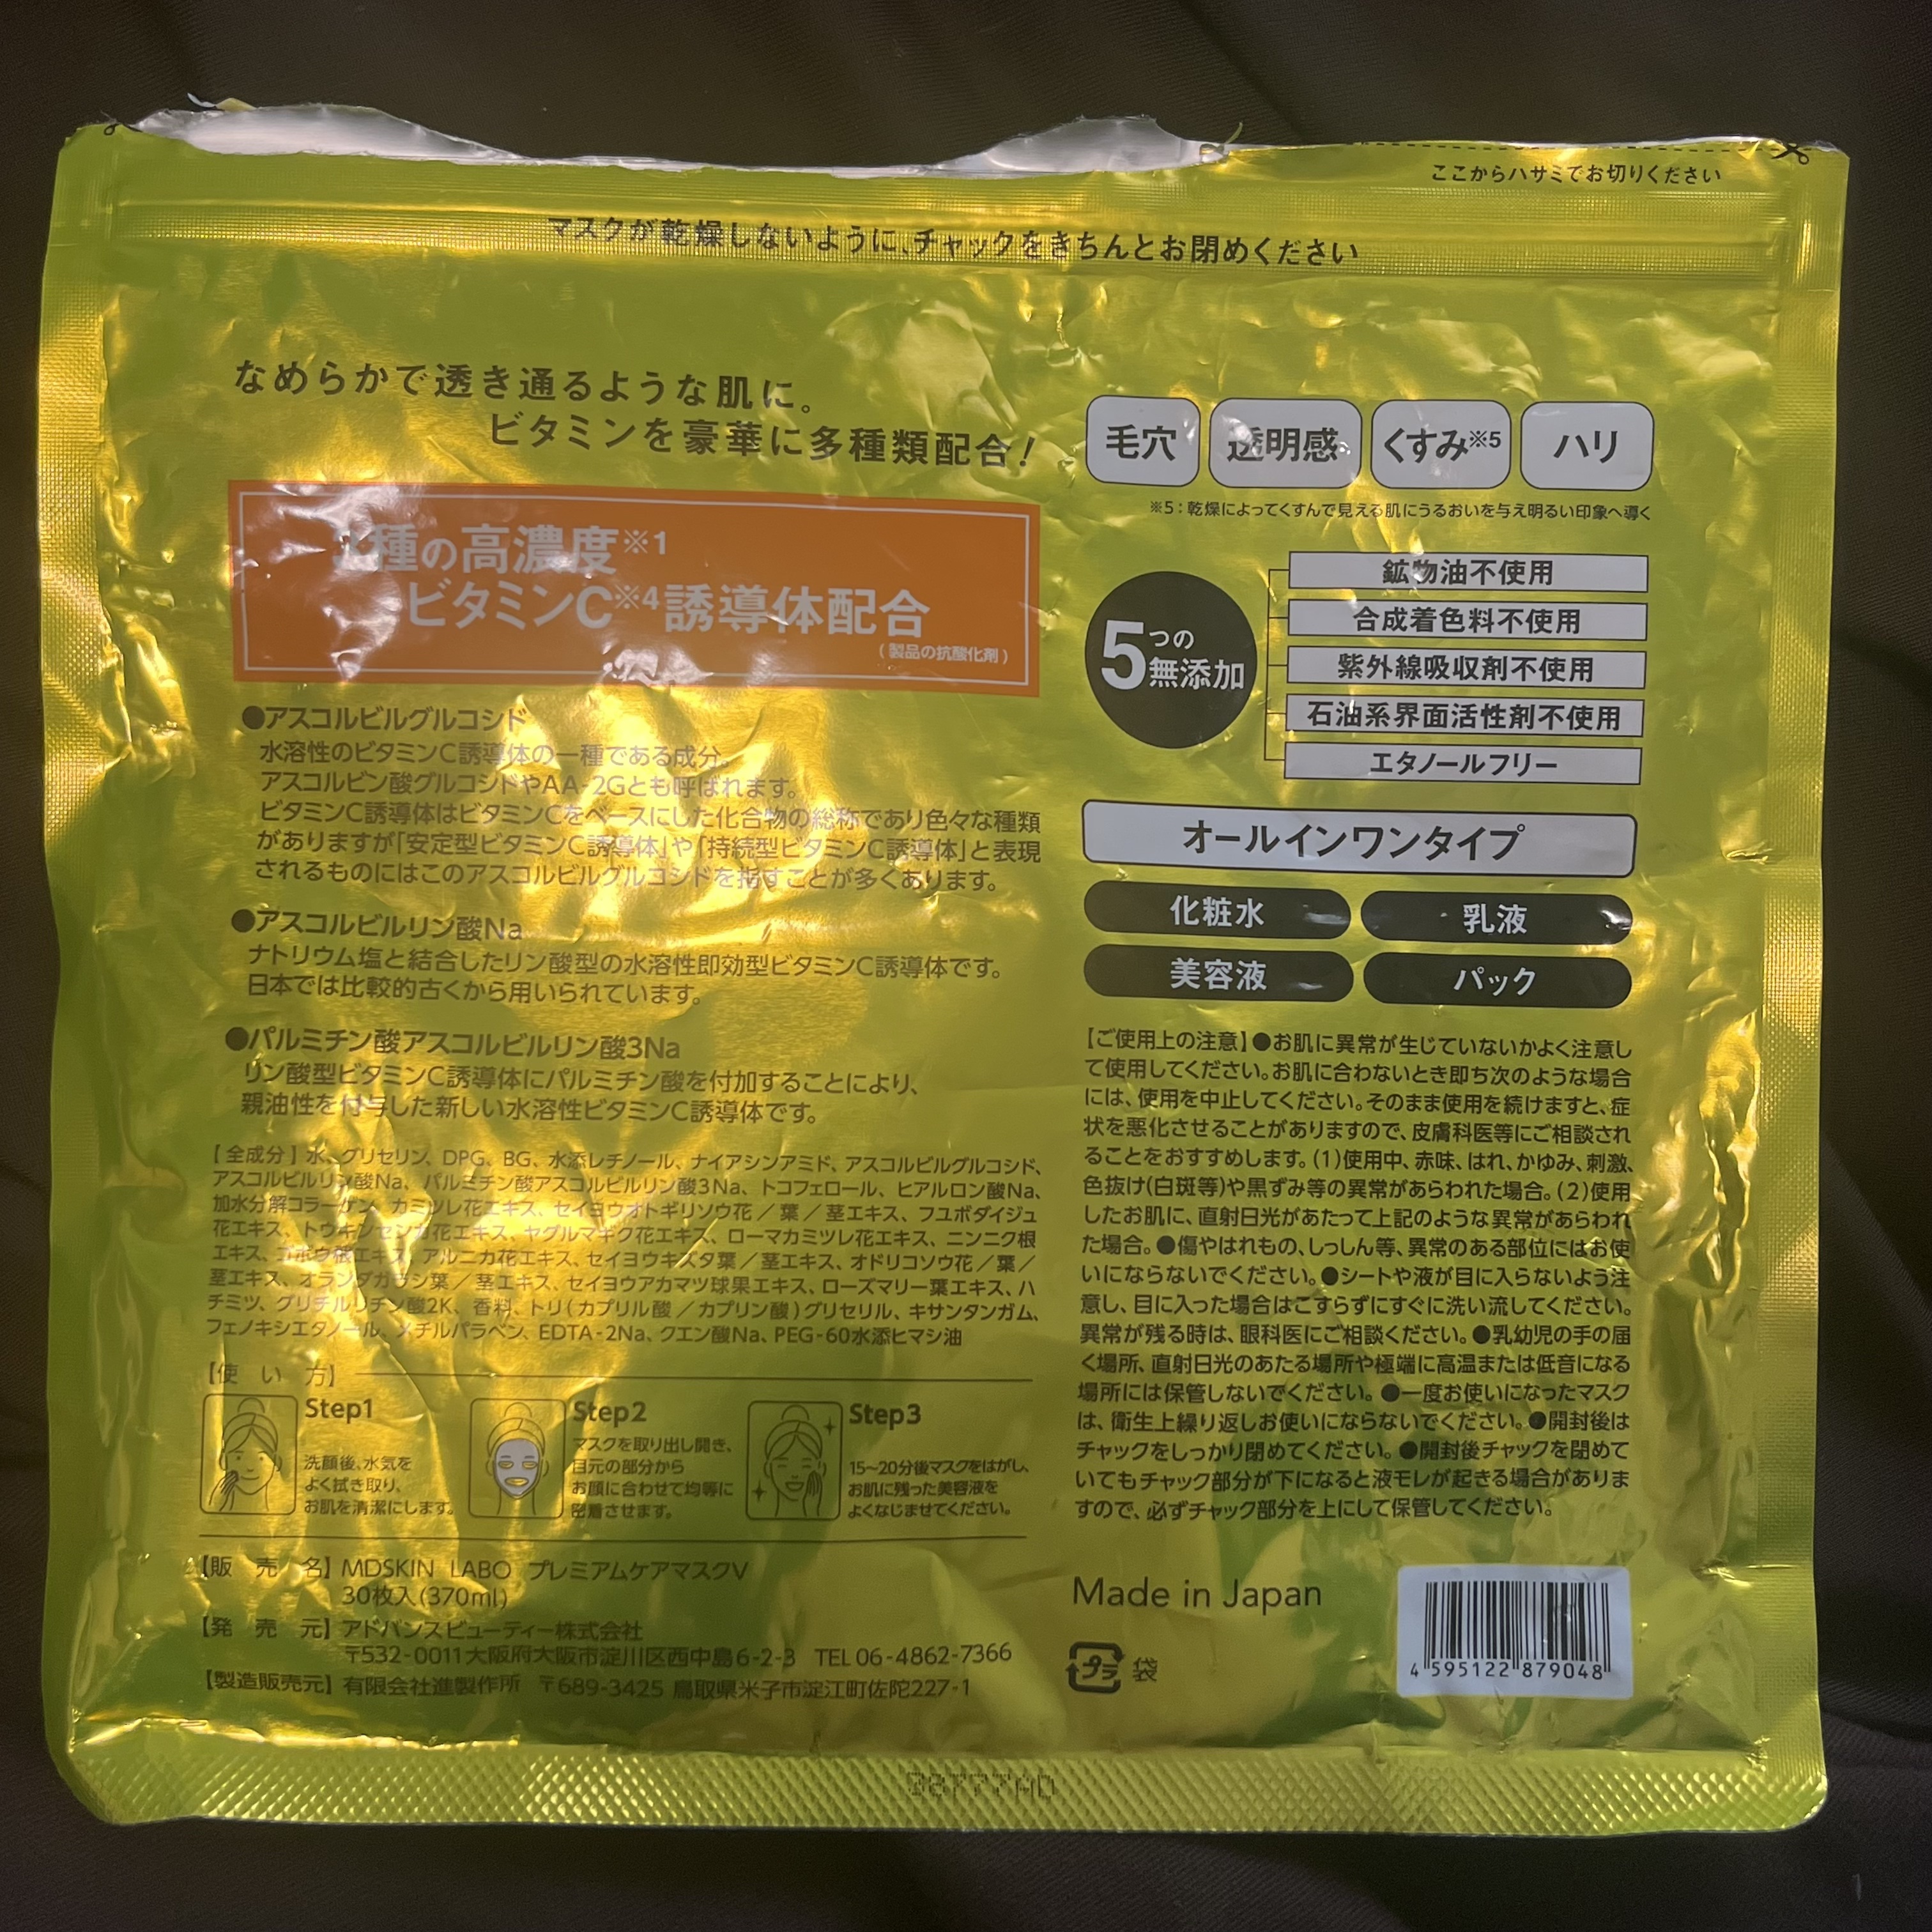 ここからハサミでお切りください
マスクが乾燥しないように、チャックをきちんとお閉めください
なめらかで透き通るような肌に。
ビタミンを豪華に多種類配合!
3種の高濃度※1
ビタミンC※4誘導体配合
(製品の抗酸化剤)
●アスコルビルグルコシド
水溶性のビタミンC誘導体の一種である成分。
アスコルビン酸グルコシドやAA-2Gとも呼ばれます。
ビタミンC誘導体はビタミンCをベースにした化合物の総称であり色々な種類
がありますが「安定型ビタミンC誘導体」や「持続型ビタミンC誘導体」と表現
されるものにはこのアスコルビルグルコシドを指すことが多くあります。
●アスコルビルリン酸Na
ナトリウム塩と結合したリン酸型の水溶性即効型ビタミンC誘導体です。
日本では比較的古くから用いられています。
●パルミチン酸アスコルビルリン酸3Na
リン酸型ビタミンC誘導体にパルミチン酸を付加することにより、
親油性を付与した新しい水溶性ビタミンC誘導体です。
【全成分】水、グリセリン、DPG、BG、水添レチノール、ナイアシンアミド、アスコルビルグルコシド、
アスコルビルリン酸Na、パルミチン酸アスコルビルリン酸3Na、トコフェロール、ヒアルロン酸Na、
加水分解コラーゲン、カミツレ花エキス、セイヨウオトギリソウ花/葉/茎エキス、フユボダイジュ
花エキス、トウキンセンカ花エキス、ヤグルマギク花エキス、ローマカミツレ花エキス、ニンニク根
エキス、ゴボウ根エキス、アルニカ花エキス、セイヨウキズタ葉/茎エキス、オドリコソウ花/葉/
茎エキス、オランダガラシ葉/茎エキス、セイヨウアカマツ球果エキス、ローズマリー葉エキス、ハ
チミツ、グリチルリチン酸2K、香料、トリ(カプリル酸/カプリン酸)グリセリル、キサンタンガム、
フェノキシエタノール、メチルパラベン、EDTA-2Na、クエン酸Na、PEG-60水添ヒマシ油
【使い方】
Step1
洗顔後、水気を
よく拭き取り、
お肌を清潔にします。
Step2
マスクを取り出し開き、
目元の部分から
お顔に合わせて均等に
密着させます。
Step3
15~20分後マスクをはがし、
お肌に残った美容液を
よくなじませてください。
【販売名】MDSKIN LABO プレミアムケアマスクV
30枚入(370ml)
【発売元】アドバンスビューティー株式会社
〒532-0011大阪府大阪市淀川区西中島6-2-3 TEL 06-4862-7366
【製造販売元】有限会社進製作所 〒689-3425 鳥取県米子市淀江町佐陀227-1
毛穴 透明感 くすみ※5 ハリ
※5:乾燥によってくすんで見える肌にうるおいを与え明るい印象へ導く
5つの無添加
鉱物油不使用
合成着色料不使用
紫外線吸収剤不使用
石油系界面活性剤不使用
エタノールフリー
オールインワンタイプ
化粧水 乳液
美容液 パック
【ご使用上の注意】●お肌に異常が生じていないかよく注意し
て使用してください。お肌に合わないとき即ち次のような場合
には、使用を中止してください。そのまま使用を続けますと、症
状を悪化させることがありますので、皮膚科医等にご相談され
ることをおすすめします。(1)使用中、赤味、はれ、かゆみ、刺激、
色抜け(白斑等)や黒ずみ等の異常があらわれた場合。(2)使用
したお肌に、直射日光があたって上記のような異常があらわれ
た場合。●傷やはれもの、しっしん等、異常のある部位にはお使
いにならないでください。●シートや液が目に入らないよう注
意し、目に入った場合はこすらずにすぐに洗い流してください。
異常が残る時は、眼科医にご相談ください。●乳幼児の手の届
く場所、直射日光のあたる場所や極端に高温または低音になる
場所には保管しないでください。●一度お使いになったマスク
は、衛生上繰り返しお使いにならないでください。●開封後は
チャックをしっかり閉めてください。●開封後チャックを閉めて
いてもチャック部分が下になると液モレが起きる場合がありま
すので、必ずチャック部分を上にして保管してください。
Made in Japan
プラ 袋
4 595122 879048